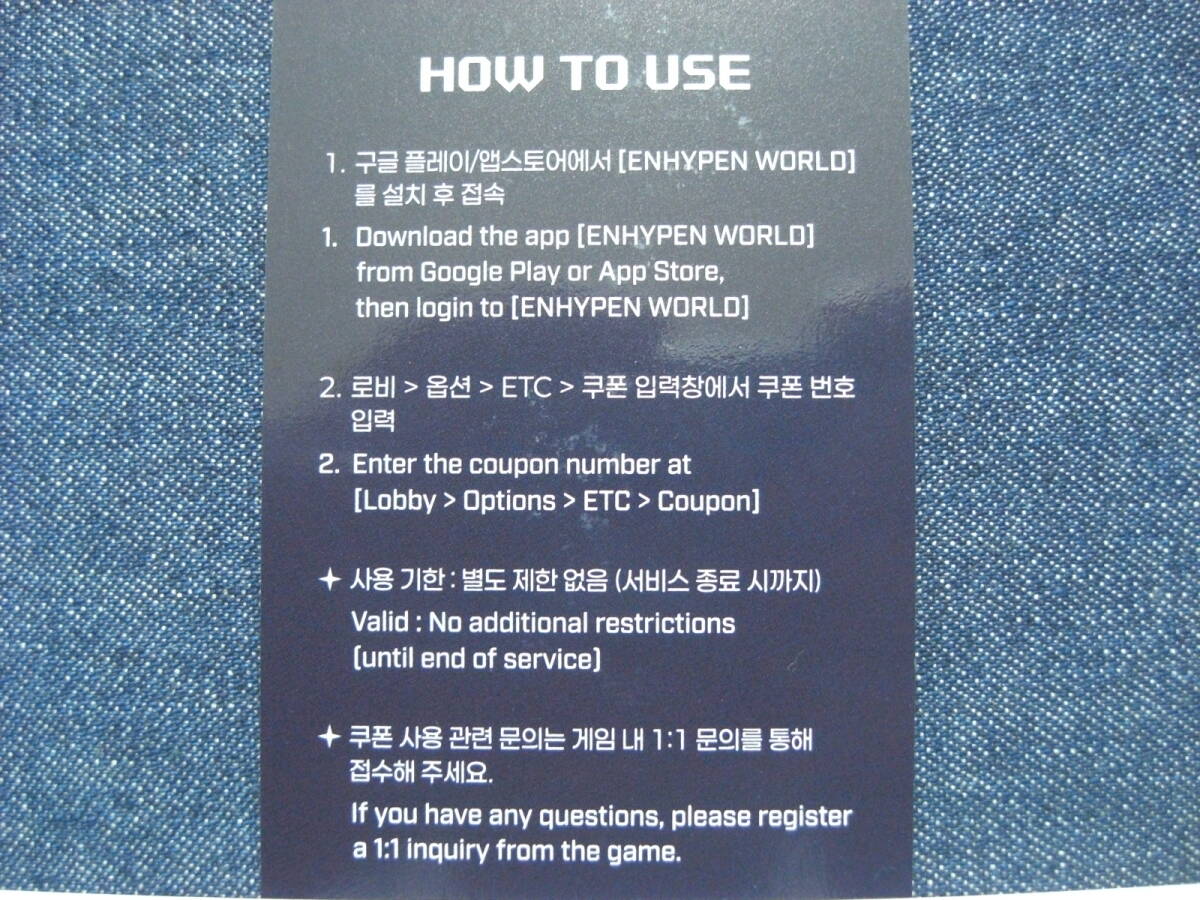 HOW TO USE
1. 구글 플레이/앱스토어에서 [ENHYPEN WORLD]
를 설치 후 접속
1. Download the app [ENHYPEN WORLD]
from Google Play or App Store,
then login to [ENHYPEN WORLD]
2. 로비 > 옵션 > ETC > 쿠폰 입력창에서 쿠폰 번호
입력
2. Enter the coupon number at
[Lobby > Options > ETC > Coupon]
✦ 사용 기한 : 별도 제한 없음 (서비스 종료 시까지)
Valid : No additional restrictions
(until end of service)
✦ 쿠폰 사용 관련 문의는 게임 내 1:1 문의를 통해
접수해 주세요.
If you have any questions, please register
a 1:1 inquiry from the game.